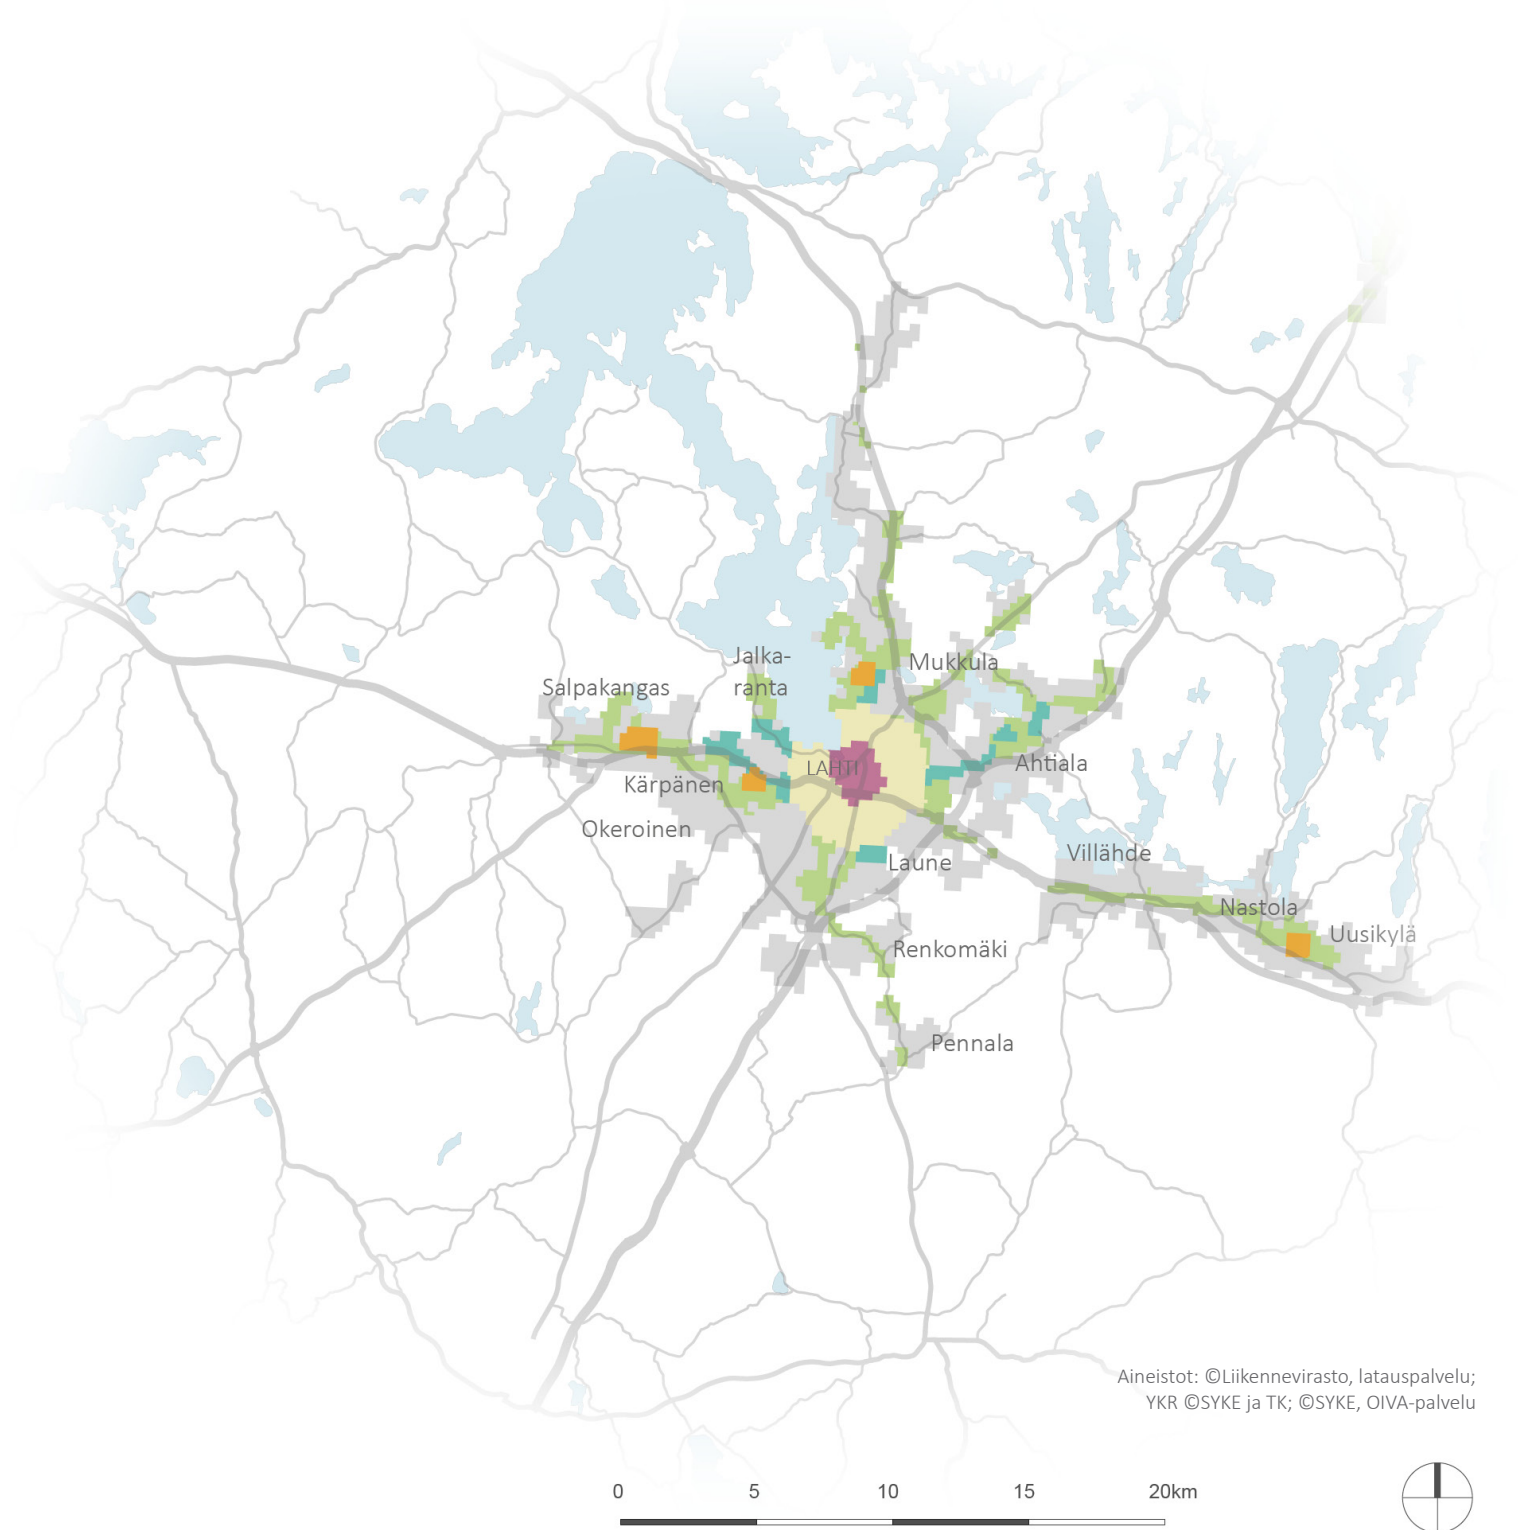 Jalka-
ranta
Mukkula
Salpakangas
LAHTI
Ahtiala
Kärpänen
Okeroinen
Laune
Villähde
Nastola
Uusikylä
Renkomäki
Pennala
Aineistot: ©Liikennevirasto, latauspalvelu;
YKR ©SYKE ja TK; ©SYKE, OIVA-palvelu
0 5 10 15 20km